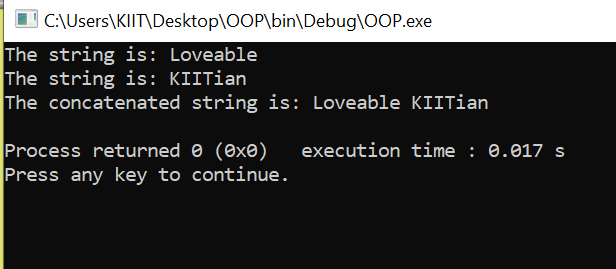 C:\Users\KIIT\Desktop\OOP\bin\Debug\OOP.exe
The string is: Loveable
The string is: KIITian
The concatenated string is: Loveable KIITian
Process returned 0 (0x0)   execution time : 0.017 s
Press any key to continue.